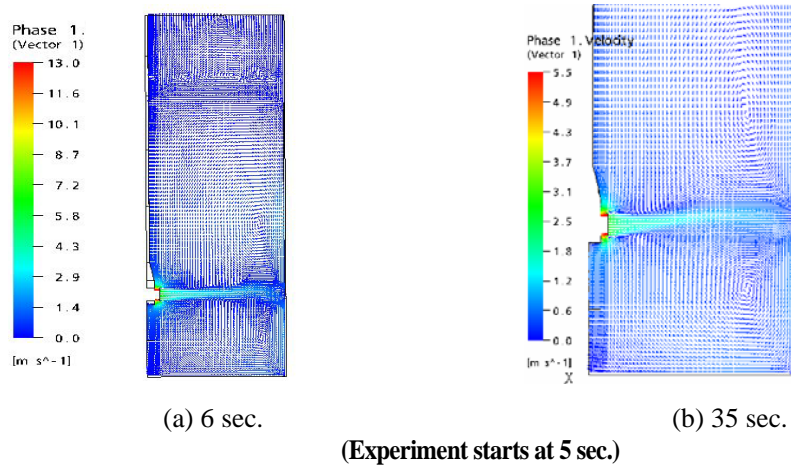 Phase 1.
(Vector 1)
13.0
11.6
10.1
8.7
7.2
5.8
4.3
2.9
1.4
0.0
[m s^-1]
(a) 6 sec.
Phase 1.Velocity
(Vector 1)
5.5
4.9
4.3
3.7
3.1
2.4
1.8
1.2
0.6
0.0
[m s^-1]
X
(b) 35 sec.
(Experiment starts at 5 sec.)